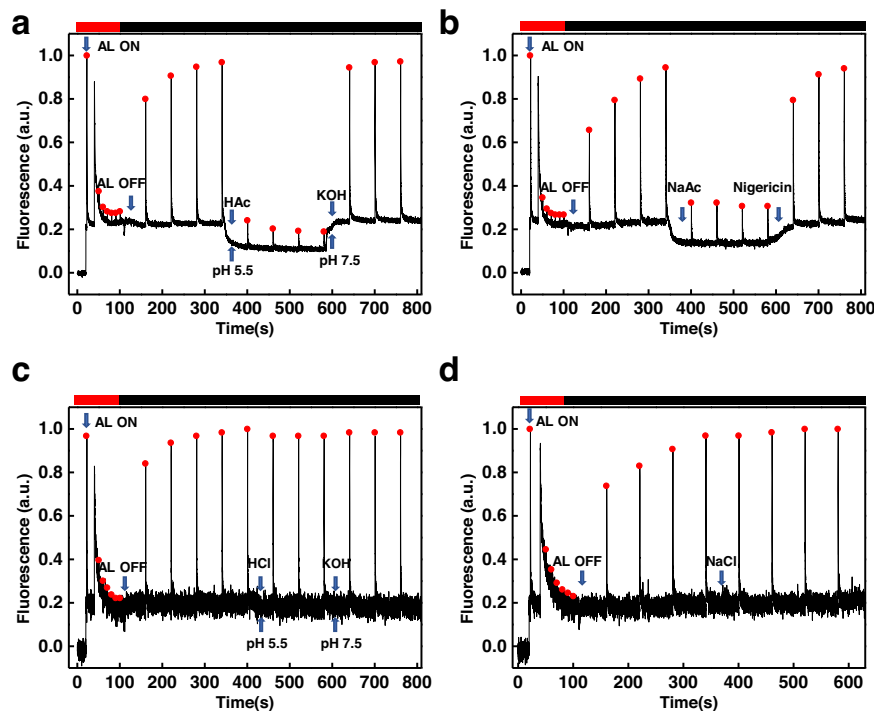 a
AL ON
AL OFF
HAc
KOH
pH 5.5
pH 7.5
Fluorescence (a.u.)
1.0
0.8
0.6
0.4
0.2
0.0
0 100 200 300 400 500 600 700 800
Time(s)
b
AL ON
AL OFF
NaAc
Nigericin
Fluorescence (a.u.)
1.0
0.8
0.6
0.4
0.2
0.0
0 100 200 300 400 500 600 700 800
Time(s)
c
AL ON
AL OFF
HCl
KOH
pH 5.5
pH 7.5
Fluorescence (a.u.)
1.0
0.8
0.6
0.4
0.2
0.0
0 100 200 300 400 500 600 700 800
Time(s)
d
AL ON
AL OFF
NaCl
Fluorescence (a.u.)
1.0
0.8
0.6
0.4
0.2
0.0
0 100 200 300 400 500 600
Time(s)